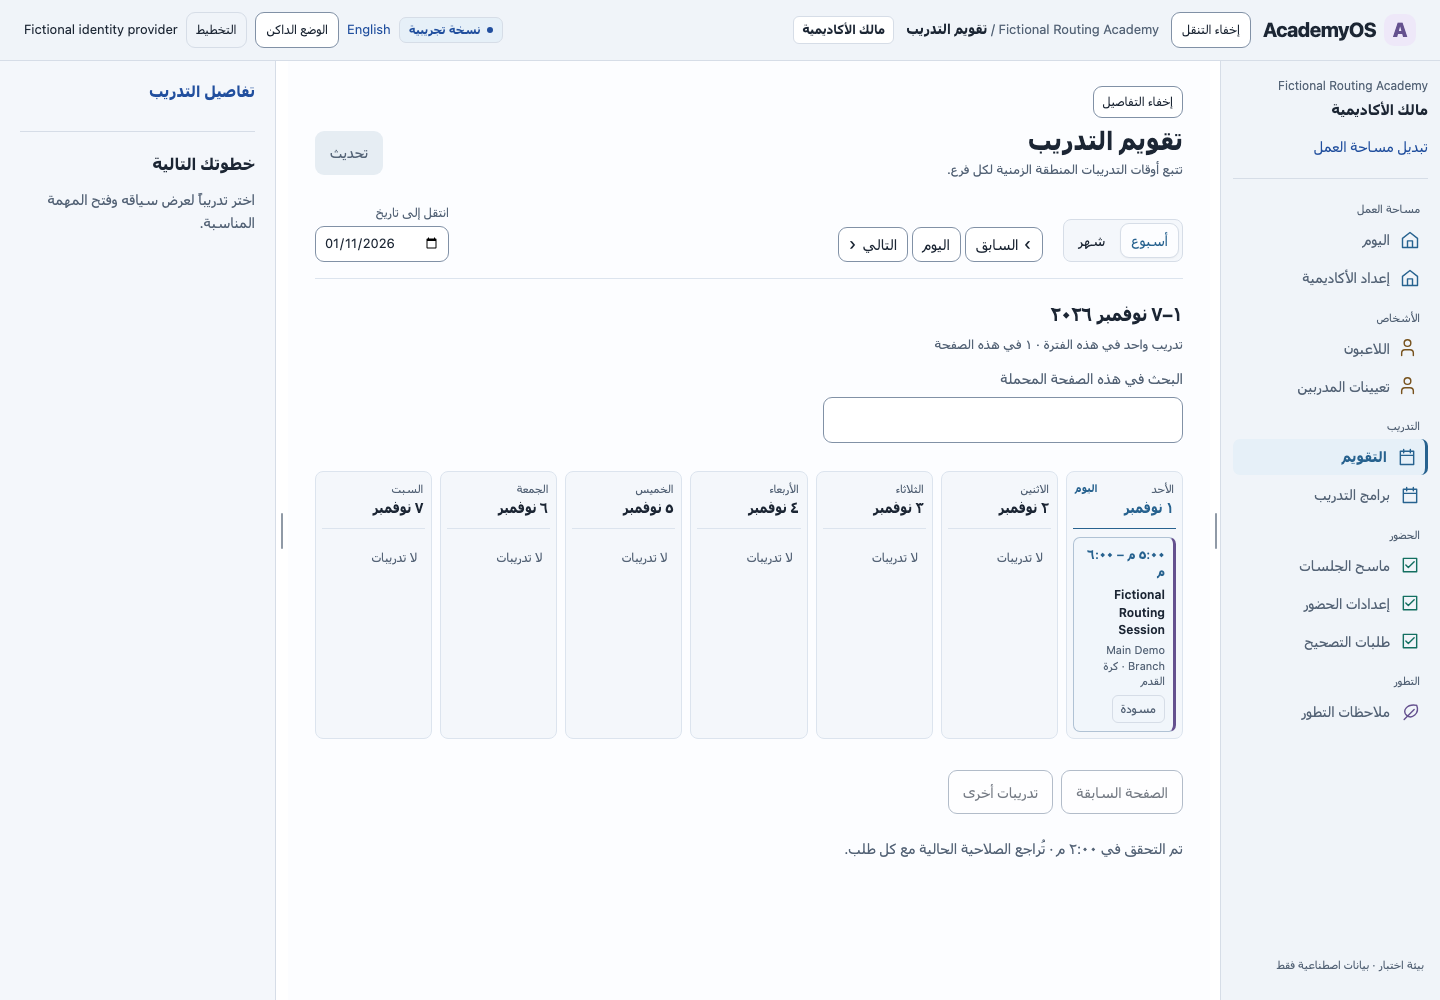 A
AcademyOS
إخفاء التنقل
Fictional Routing Academy / تقويم التدريب
مالك الأكاديمية
نسخة تجريبية
English
الوضع الداكن
التخطيط
Fictional identity provider
Fictional Routing Academy
مالك الأكاديمية
تبديل مساحة العمل
مساحة العمل
اليوم
إعداد الأكاديمية
الأشخاص
اللاعبون
تعيينات المدربين
التدريب
التقويم
برامج التدريب
الحضور
ماسح الجلسات
إعدادات الحضور
طلبات التصحيح
التطور
ملاحظات التطور
بيئة اختبار · بيانات اصطناعية فقط
إخفاء التفاصيل
تقويم التدريب
تتبع أوقات التدريبات المنطقة الزمنية لكل فرع.
تحديث
أسبوع
شهر
‹ السابق
اليوم
التالي ›
انتقل إلى تاريخ
01/11/2026
١–٧ نوفمبر ٢٠٢٦
تدريب واحد في هذه الفترة · ١ في هذه الصفحة
البحث في هذه الصفحة المحملة
الأحد
اليوم
١ نوفمبر
٥:٠٠ م – ٦:٠٠
م
Fictional
Routing
Session
Main Demo
Branch · كرة
القدم
مسودة
الاثنين
٢ نوفمبر
لا تدريبات
الثلاثاء
٣ نوفمبر
لا تدريبات
الأربعاء
٤ نوفمبر
لا تدريبات
الخميس
٥ نوفمبر
لا تدريبات
الجمعة
٦ نوفمبر
لا تدريبات
السبت
٧ نوفمبر
لا تدريبات
الصفحة السابقة
تدريبات أخرى
تم التحقق في ٢:٠٠ م · تُراجع الصلاحية الحالية مع كل طلب.
تفاصيل التدريب
خطوتك التالية
اختر تدريباً لعرض سياقه وفتح المهمة
المناسبة.